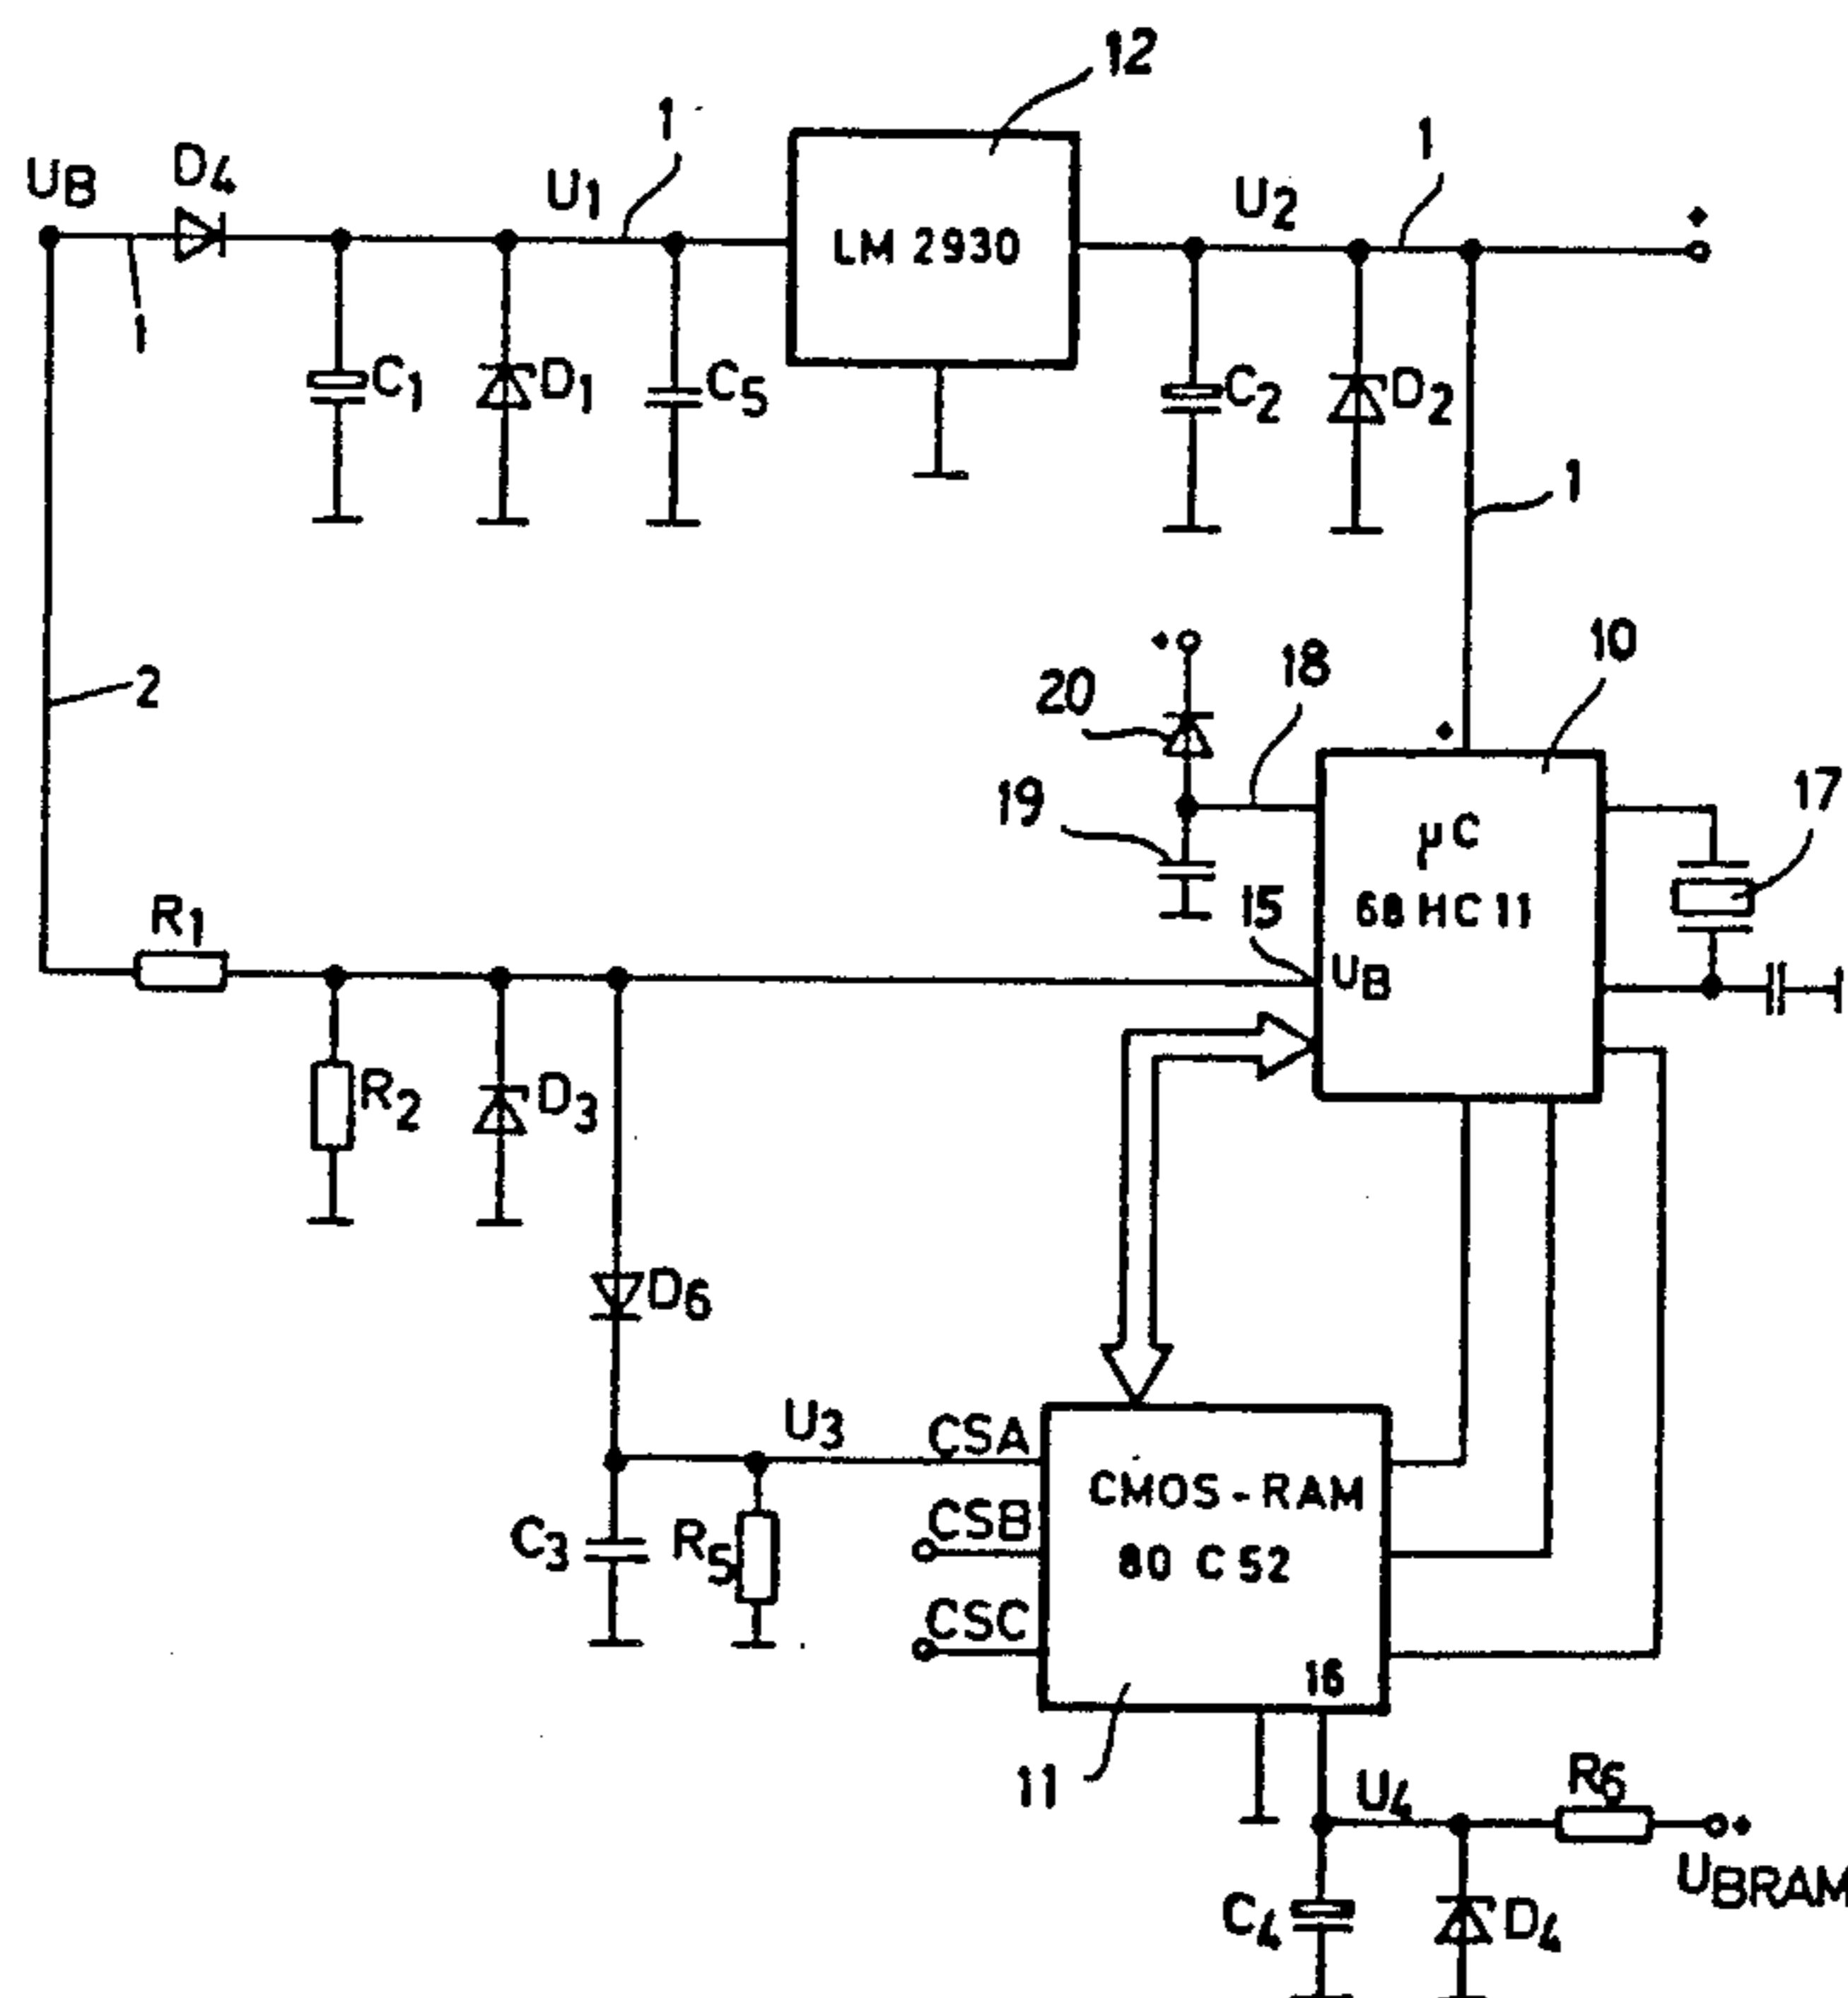 12
1
1
UB
D4
U1
U2
LM 2930
1
C1
D1
C5
C2
D2
1
2
18
10
20
17
19
µC
15
68 HC 11
R1
UB
R2
D3
D6
U3
CSA
CMOS-RAM
C3
R5
CSB
80 C 52
CSC
16
11
U4
R6
UBRAM
C4
D4